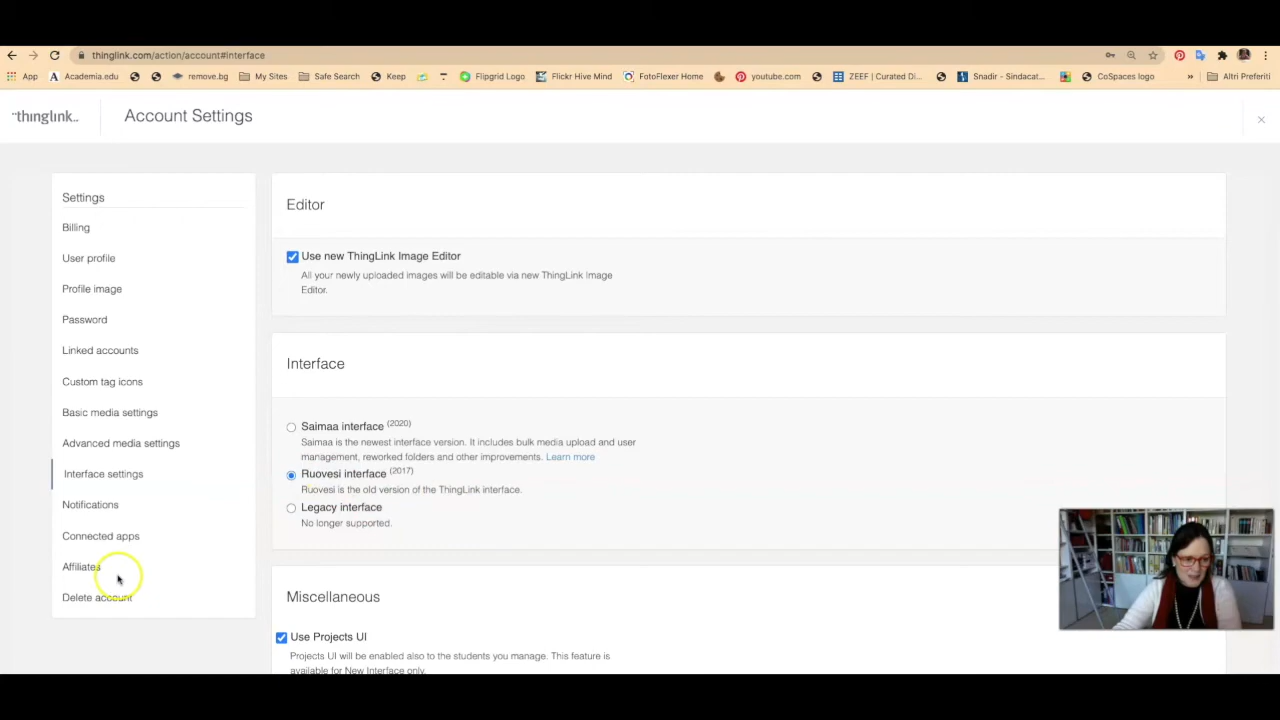 thinglink.com/action/account#interface
App Academia.edu remove.bg My Sites Safe Search Keep Flipgrid Logo Flickr Hive Mind FotoFlexer Home youtube.com ZEEF | Curated Di... Snadir - Sindacat... CoSpaces logo » Altri Preferiti
thinglink.. Account Settings
Settings
Billing
User profile
Profile image
Password
Linked accounts
Custom tag icons
Basic media settings
Advanced media settings
Interface settings
Notifications
Connected apps
Affiliates
Delete account
Editor
Use new ThingLink Image Editor
All your newly uploaded images will be editable via new ThingLink Image
Editor.
Interface
Saimaa interface (2020)
Saimaa is the newest interface version. It includes bulk media upload and user
management, reworked folders and other improvements. Learn more
Ruovesi interface (2017)
Ruovesi is the old version of the ThingLink interface.
Legacy interface
No longer supported.
Miscellaneous
Use Projects UI
Projects UI will be enabled also to the students you manage. This feature is
available for New Interface only.